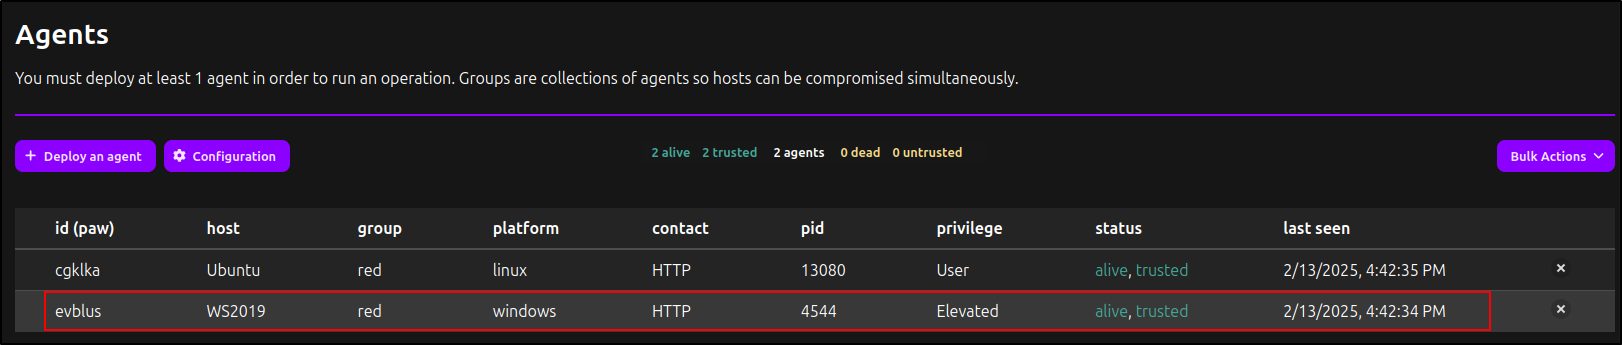 Agents
You must deploy at least 1 agent in order to run an operation. Groups are collections of agents so hosts can be compromised simultaneously.
+ Deploy an agent Configuration 2 alive 2 trusted 2 agents 0 dead 0 untrusted Bulk Actions
id (paw) host group platform contact pid privilege status last seen
cgklka Ubuntu red linux HTTP 13080 User alive, trusted 2/13/2025, 4:42:35 PM ×
evblus WS2019 red windows HTTP 4544 Elevated alive, trusted 2/13/2025, 4:42:34 PM ×